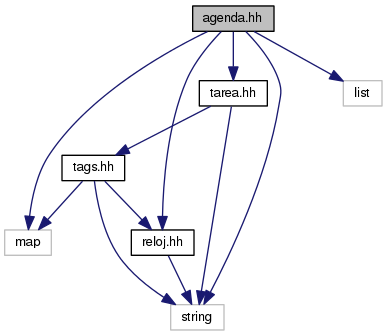 agenda.hh
tarea.hh
list
tags.hh
map
reloj.hh
string